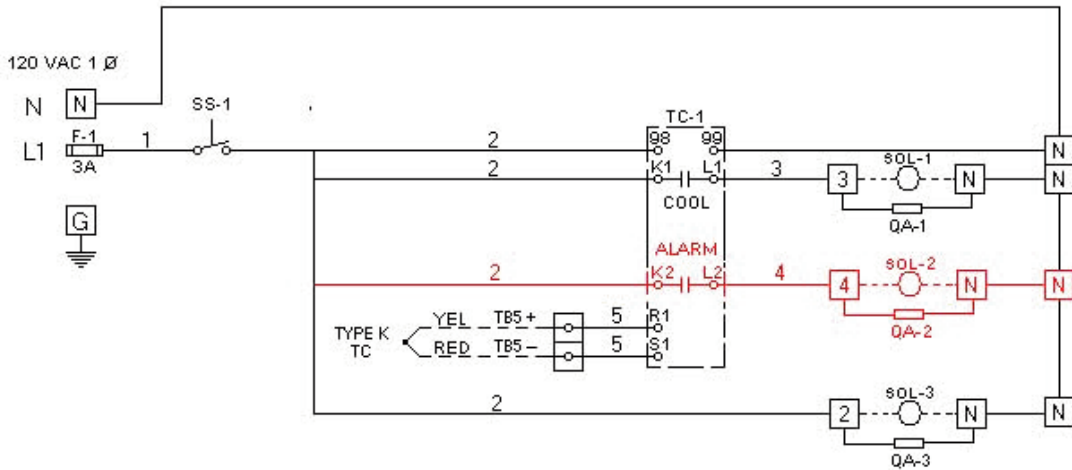 120 VAC 1 Ø
N N
SS-1
L1 F-1 1 2 TC-1
3A
98 99 N
2 K1 L1 3 3 SOL-1 N N
COOL
QA-1
G
ALARM
2 K2 L2 4 4 SOL-2 N N
QA-2
TYPE K
TC
YEL TB5 + 5 R1
RED TB5 - 5 S1
2 2 SOL-3 N N
QA-3